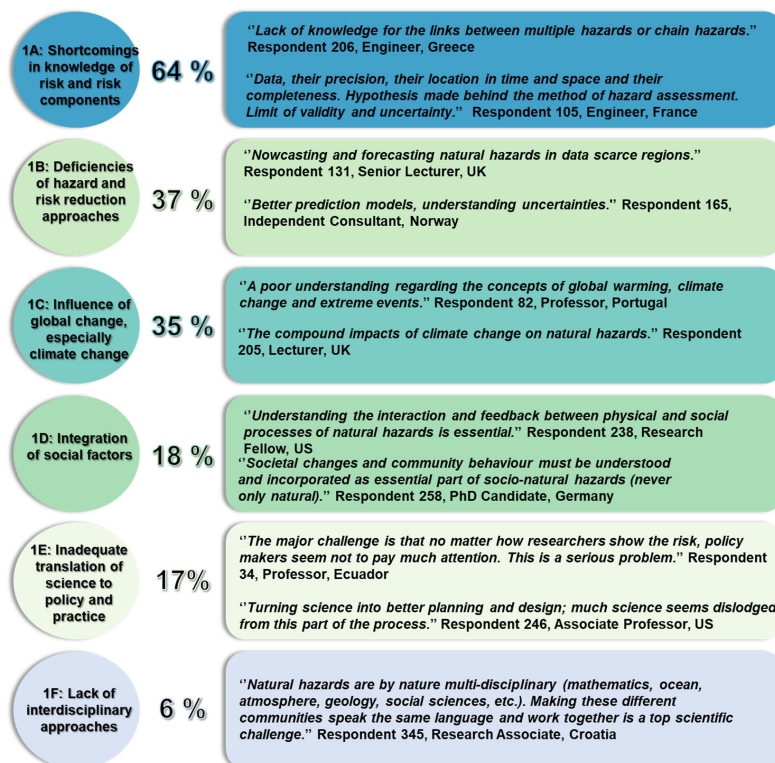 1A: Shortcomings
in knowledge of
risk and risk
components
64 %
‘’Lack of knowledge for the links between multiple hazards or chain hazards.’’
Respondent 206, Engineer, Greece
‘’Data, their precision, their location in time and space and their
completeness. Hypothesis made behind the method of hazard assessment.
Limit of validity and uncertainty.’’ Respondent 105, Engineer, France
1B: Deficiencies
of hazard and
risk reduction
approaches
37 %
‘’Nowcasting and forecasting natural hazards in data scarce regions.’’
Respondent 131, Senior Lecturer, UK
‘’Better prediction models, understanding uncertainties.’’ Respondent 165,
Independent Consultant, Norway
1C: Influence of
global change,
especially
climate change
35 %
‘’A poor understanding regarding the concepts of global warming, climate
change and extreme events.’’ Respondent 82, Professor, Portugal
‘’The compound impacts of climate change on natural hazards.’’ Respondent
205, Lecturer, UK
1D: Integration
of social factors
18 %
‘’Understanding the interaction and feedback between physical and social
processes of natural hazards is essential.’’ Respondent 238, Research
Fellow, US
‘’Societal changes and community behaviour must be understood
and incorporated as essential part of socio-natural hazards (never
only natural).’’ Respondent 258, PhD Candidate, Germany
1E: Inadequate
translation of
science to
policy and
practice
17%
‘’The major challenge is that no matter how researchers show the risk, policy
makers seem not to pay much attention. This is a serious problem.’’ Respondent
34, Professor, Ecuador
‘’Turning science into better planning and design; much science seems dislodged
from this part of the process.’’ Respondent 246, Associate Professor, US
1F: Lack of
interdisciplinary
approaches
6 %
‘’Natural hazards are by nature multi-disciplinary (mathematics, ocean,
atmosphere, geology, social sciences, etc.). Making these different
communities speak the same language and work together is a top scientific
challenge.’’ Respondent 345, Research Associate, Croatia